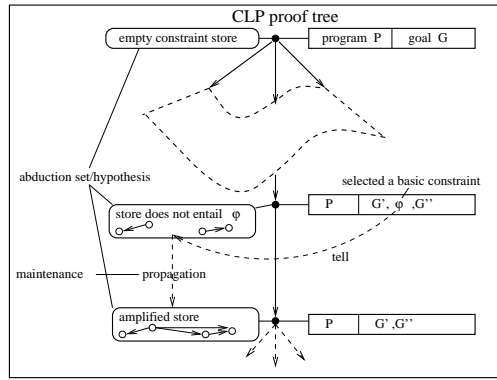 CLP proof tree
empty constraint store
program P
goal G
abduction set/hypothesis
selected a basic constraint
store does not entail φ
P
G', φ ,G''
tell
maintenance
propagation
amplified store
P
G' ,G''